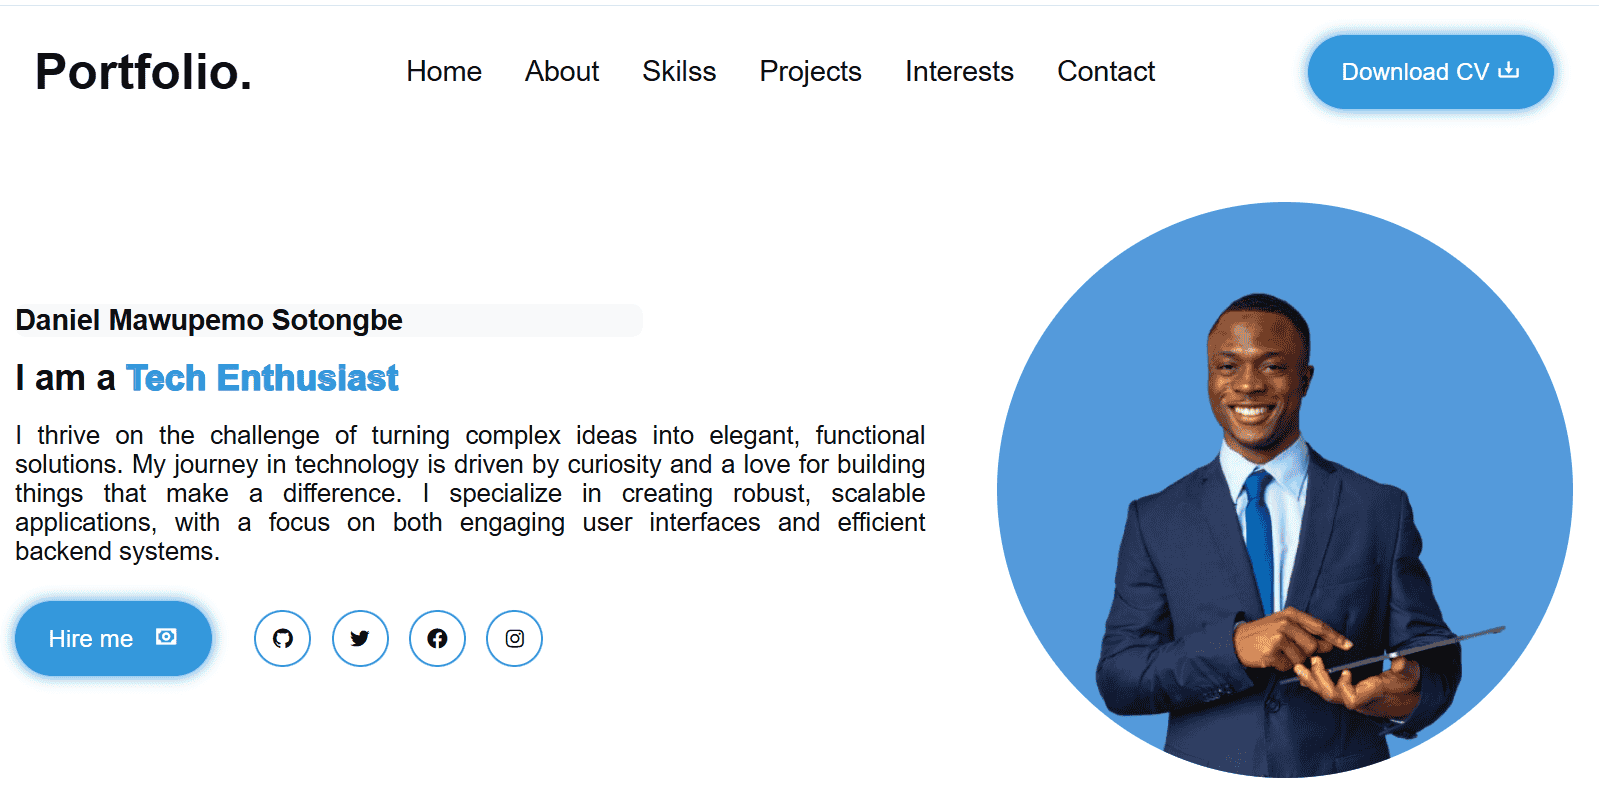 Portfolio.
Home About Skilss Projects Interests Contact
Download CV
Daniel Mawupemo Sotongbe
I am a Tech Enthusiast
I thrive on the challenge of turning complex ideas into elegant, functional
solutions. My journey in technology is driven by curiosity and a love for building
things that make a difference. I specialize in creating robust, scalable
applications, with a focus on both engaging user interfaces and efficient
backend systems.
Hire me